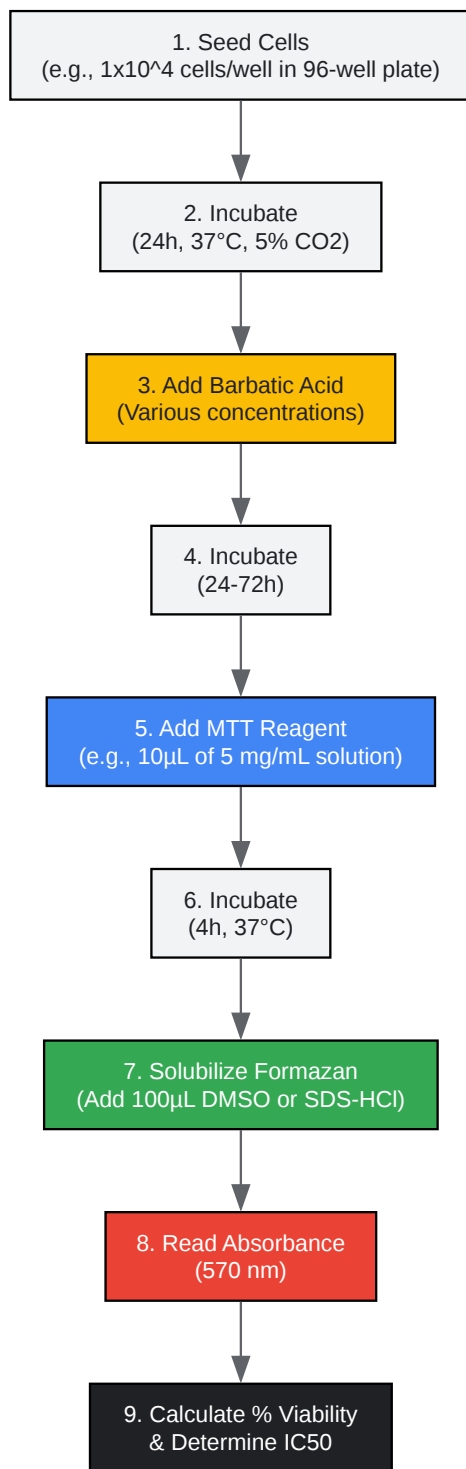 1. Seed Cells
(e.g., 1x10^4 cells/well in 96-well plate)
2. Incubate
(24h, 37°C, 5% CO2)
3. Add Barbatic Acid
(Various concentrations)
4. Incubate
(24-72h)
5. Add MTT Reagent
(e.g., 10µL of 5 mg/mL solution)
6. Incubate
(4h, 37°C)
7. Solubilize Formazan
(Add 100µL DMSO or SDS-HCl)
8. Read Absorbance
(570 nm)
9. Calculate % Viability
& Determine IC50